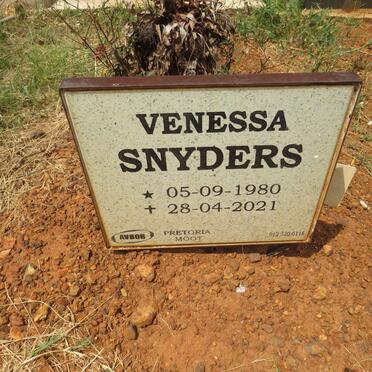 VENESSA
SNYDERS
★ 05-09-1980
✝ 28-04-2021
AVBOB PRETORIA
MOOT